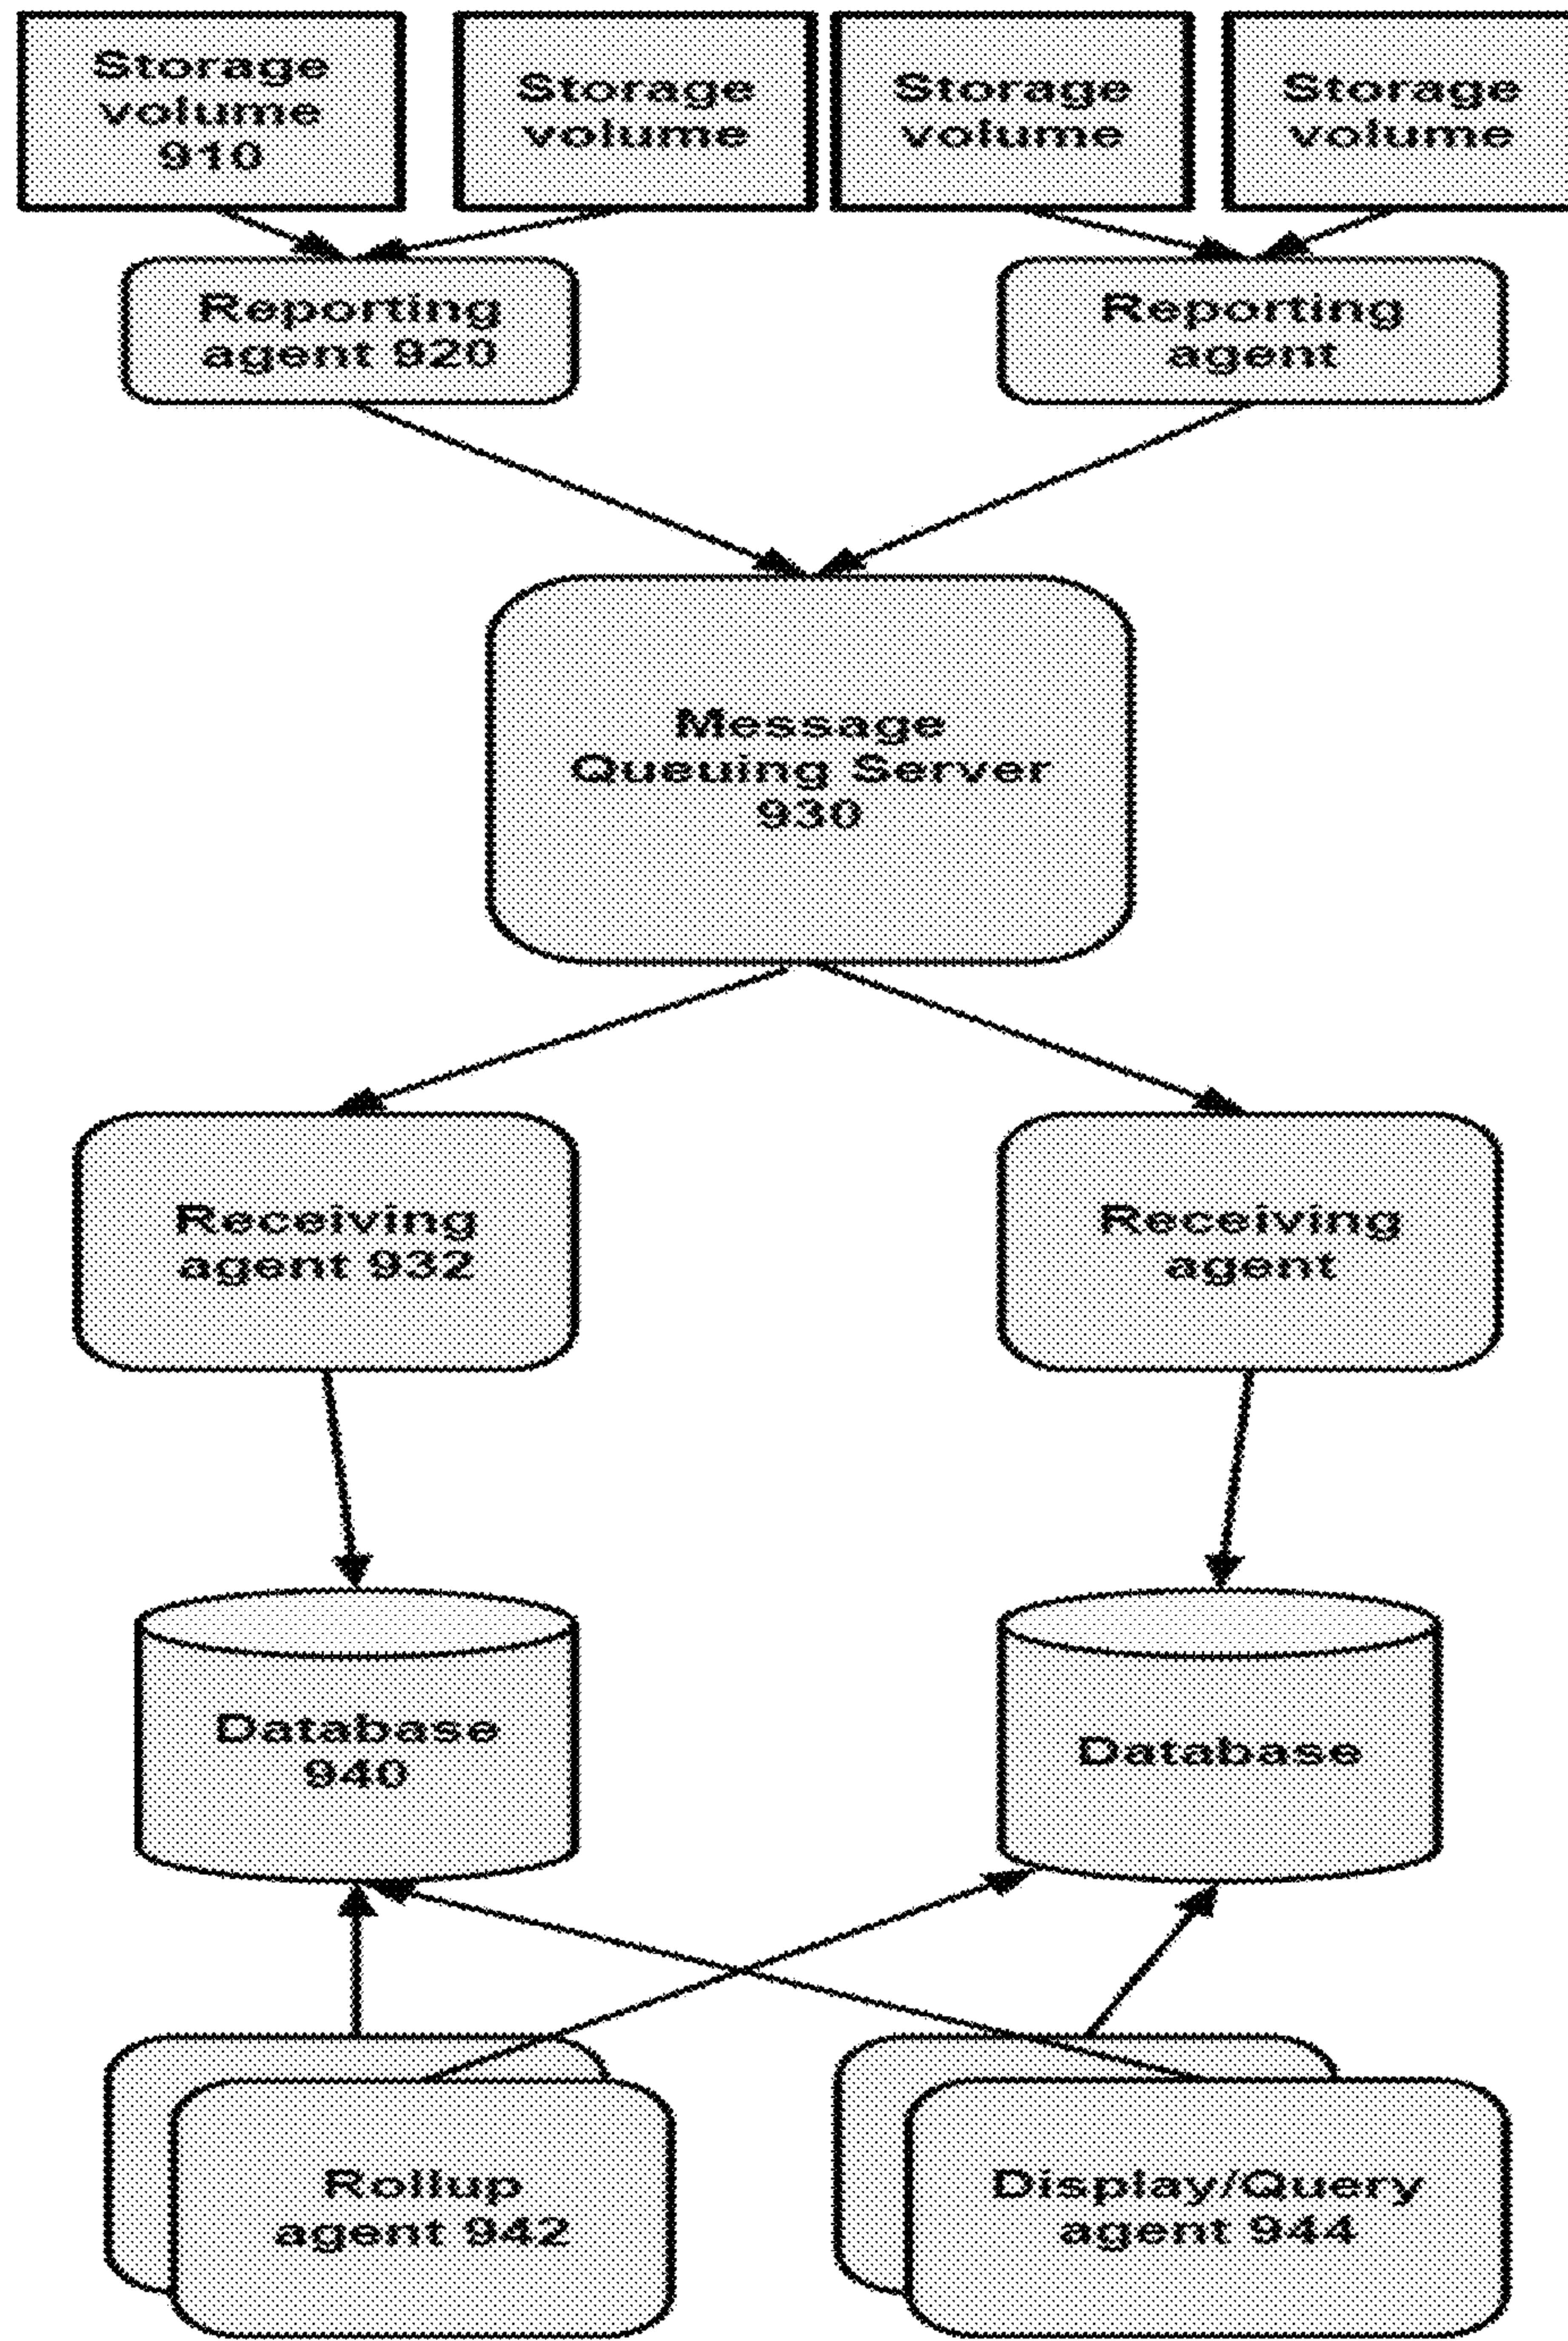 Storage
volume
910
Storage
volume
Storage
volume
Storage
volume
Reporting
agent 920
Reporting
agent
Message
Queuing Server
930
Receiving
agent 932
Receiving
agent
Database
940
Database
Rollup
agent 942
Display/Query
agent 944